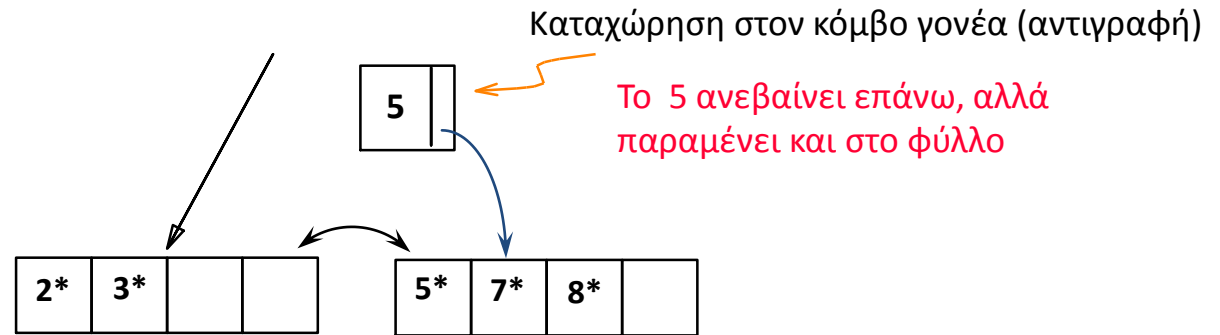 Καταχώρηση στον κόμβο γονέα (αντιγραφή)
5
Το 5 ανεβαίνει επάνω, αλλά
παραμένει και στο φύλλο
2* 3*
5* 7* 8*